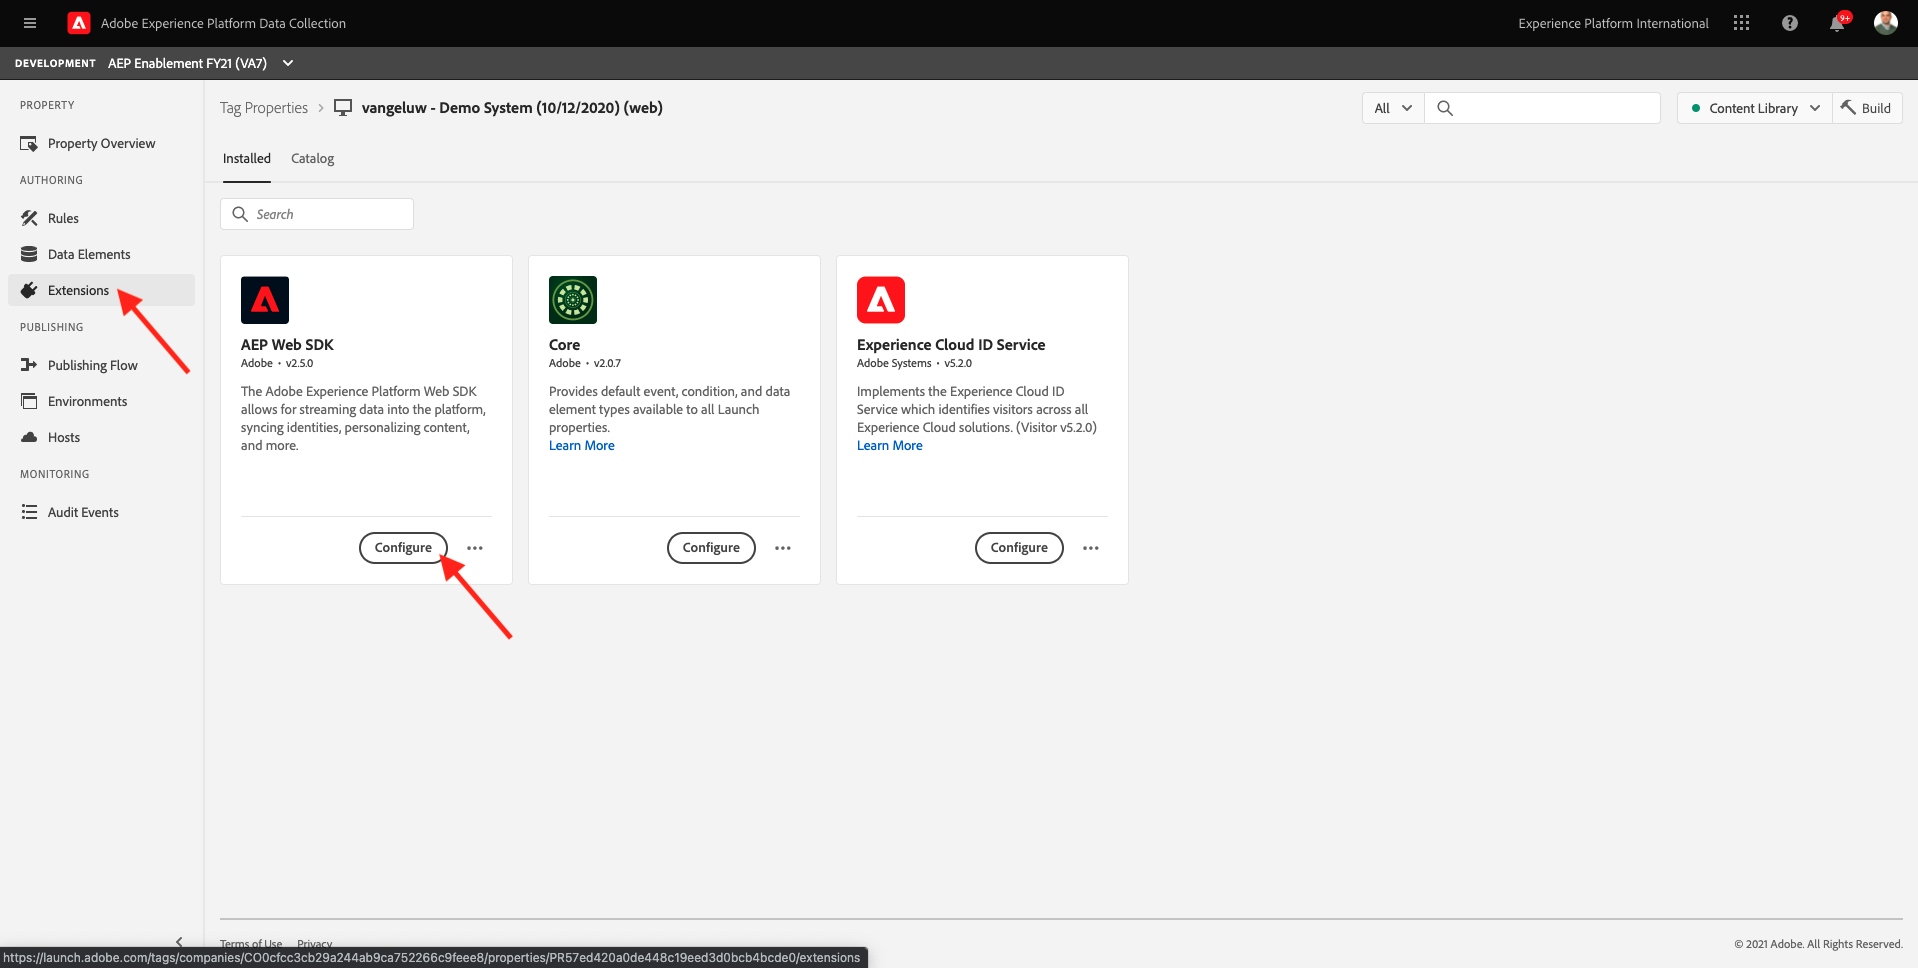 Adobe Experience Platform Data Collection
Experience Platform International
9+
DEVELOPMENT AEP Enablement FY21 (VA7)
PROPERTY
Property Overview
AUTHORING
Rules
Data Elements
Extensions
PUBLISHING
Publishing Flow
Environments
Hosts
MONITORING
Audit Events
Tag Properties > vangeluw - Demo System (10/12/2020) (web)
All
Content Library
Build
Installed Catalog
Search
AEP Web SDK
Adobe • v2.5.0
The Adobe Experience Platform Web SDK
allows for streaming data into the platform,
syncing identities, personalizing content,
and more.
Configure
Core
Adobe • v2.0.7
Provides default event, condition, and data
element types available to all Launch
properties.
Learn More
Configure
Experience Cloud ID Service
Adobe Systems • v5.2.0
Implements the Experience Cloud ID
Service which identifies visitors across all
Experience Cloud solutions. (Visitor v5.2.0)
Learn More
Configure
Terms of Use Privacy
© 2021 Adobe. All Rights Reserved.
https://launch.adobe.com/tags/companies/CO0cfcc3cb29a244ab9ca752266c9feee8/properties/PR57ed420a0de448c19eed3d0bcb4bcde0/extensions